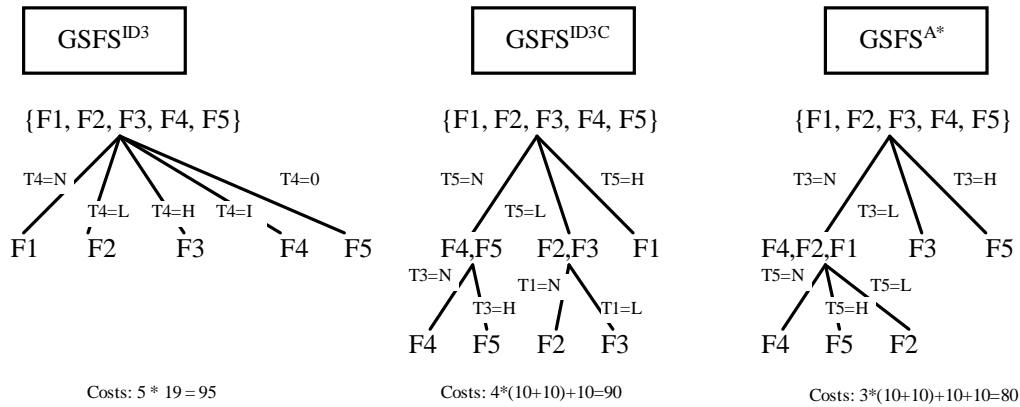 GSFS^ID3
GSFS^ID3C
GSFS^A*
{F1, F2, F3, F4, F5}
{F1, F2, F3, F4, F5}
{F1, F2, F3, F4, F5}
T4=N
T4=L
T4=H
T4=I
T4=0
T5=N
T5=L
T5=H
T3=N
T3=L
T3=H
F1
F2
F3
F4
F5
F4,F5
F2,F3
F1
F4,F2,F1
F3
F5
T3=N
T3=H
T1=N
T1=L
T5=N
T5=H
T5=L
F4
F5
F2
F3
F4
F5
F2
Costs: 5 * 19 = 95
Costs: 4*(10+10)+10=90
Costs: 3*(10+10)+10+10=80